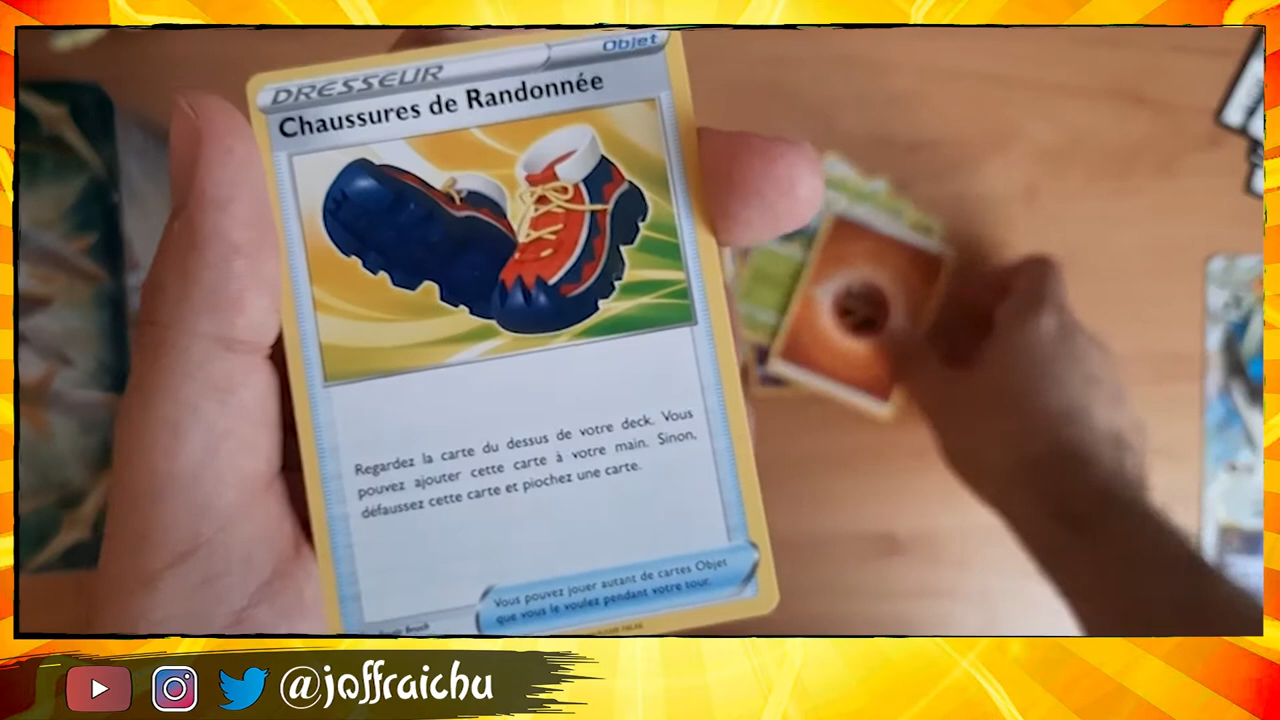 DRESSEUR
Objet
Chaussures de Randonnée
Regardez la carte du dessus de votre deck. Vous
pouvez ajouter cette carte à votre main. Sinon,
défaussez cette carte et piochez une carte.
Vous pouvez jouer autant de cartes Objet
que vous le voulez pendant votre tour.
@joffraichu